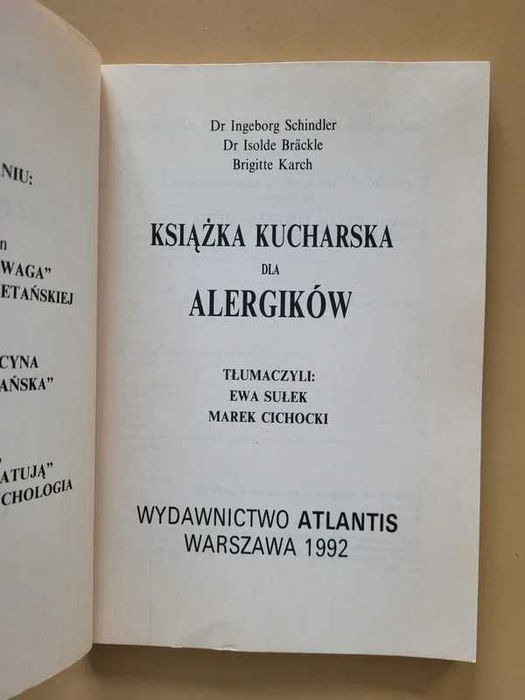 NIU:
n
WAGA”
ETAŃSKIEJ
CYNA
AŃSKA”
”
ATUJĄ”
CHOLOGIA
Dr Ingeborg Schindler
Dr Isolde Bräckle
Brigitte Karch
KSIĄŻKA KUCHARSKA
DLA
ALERGIKÓW
TŁUMACZYLI:
EWA SUŁEK
MAREK CICHOCKI
WYDAWNICTWO ATLANTIS
WARSZAWA 1992